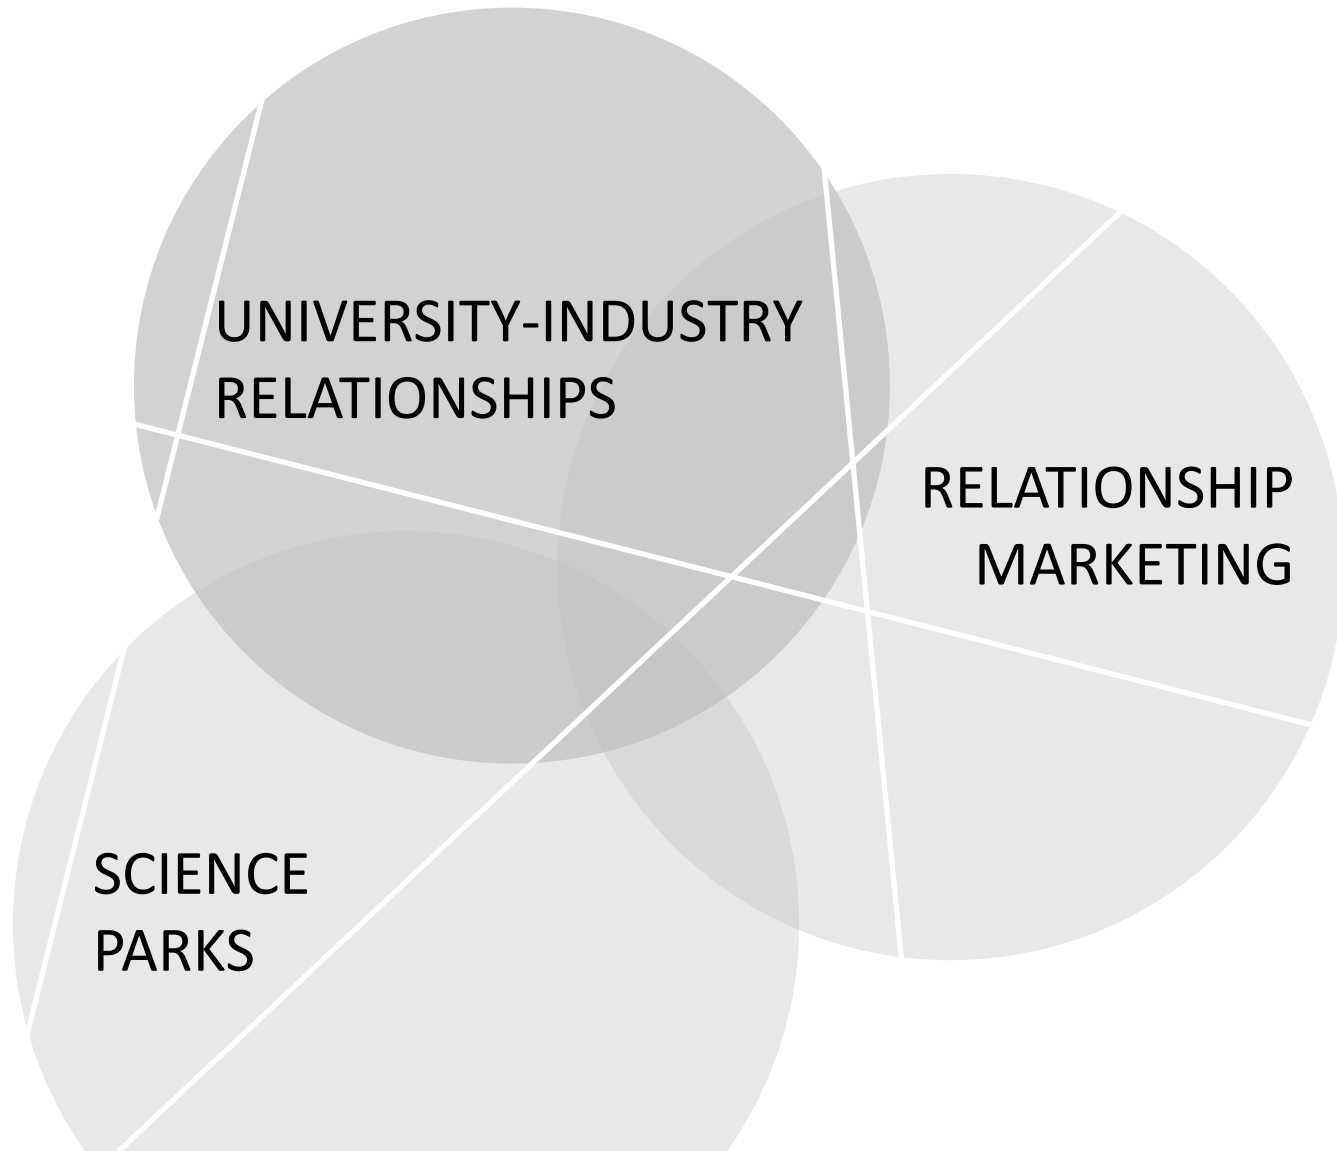 UNIVERSITY-INDUSTRY
RELATIONSHIPS
RELATIONSHIP
MARKETING
SCIENCE
PARKS